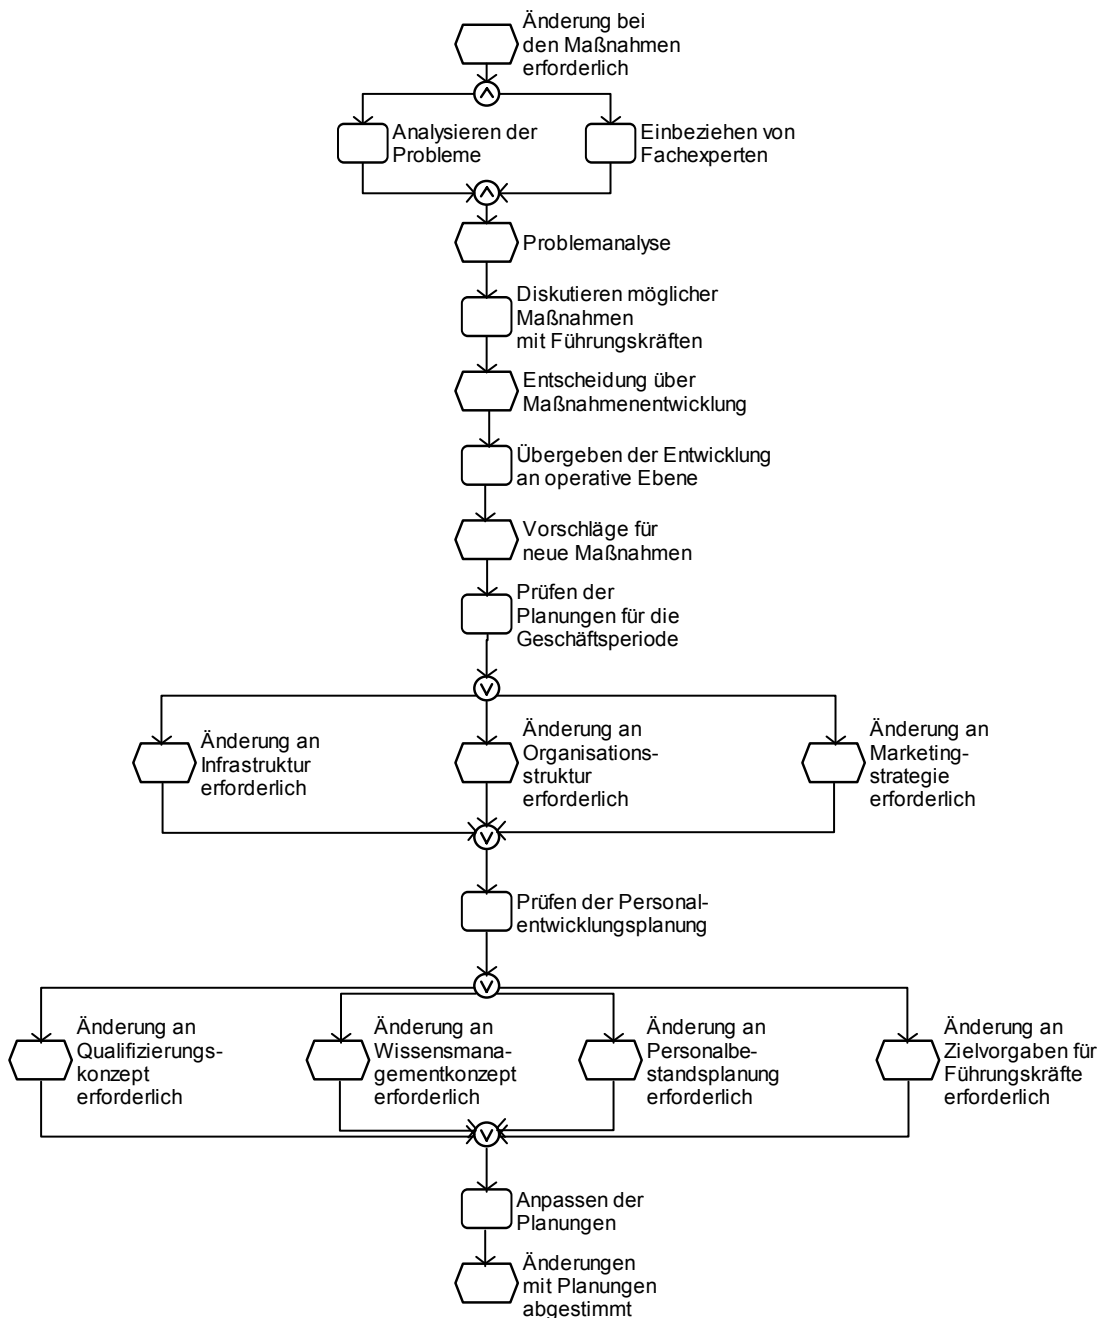 Änderung bei
den Maßnahmen
erforderlich
Analysieren der
Probleme
Einbeziehen von
Fachexperten
Problemanalyse
Diskutieren möglicher
Maßnahmen
mit Führungskräften
Entscheidung über
Maßnahmenentwicklung
Übergeben der Entwicklung
an operative Ebene
Vorschläge für
neue Maßnahmen
Prüfen der
Planungen für die
Geschäftsperiode
Änderung an
Infrastruktur
erforderlich
Änderung an
Organisations-
struktur
erforderlich
Änderung an
Marketing-
strategie
erforderlich
Prüfen der Personal-
entwicklungsplanung
Änderung an
Qualifizierungs-
konzept
erforderlich
Änderung an
Wissensmana-
gementkonzept
erforderlich
Änderung an
Personalbe-
standsplanung
erforderlich
Änderung an
Zielvorgaben für
Führungskräfte
erforderlich
Anpassen der
Planungen
Änderungen
mit Planungen
abgestimmt